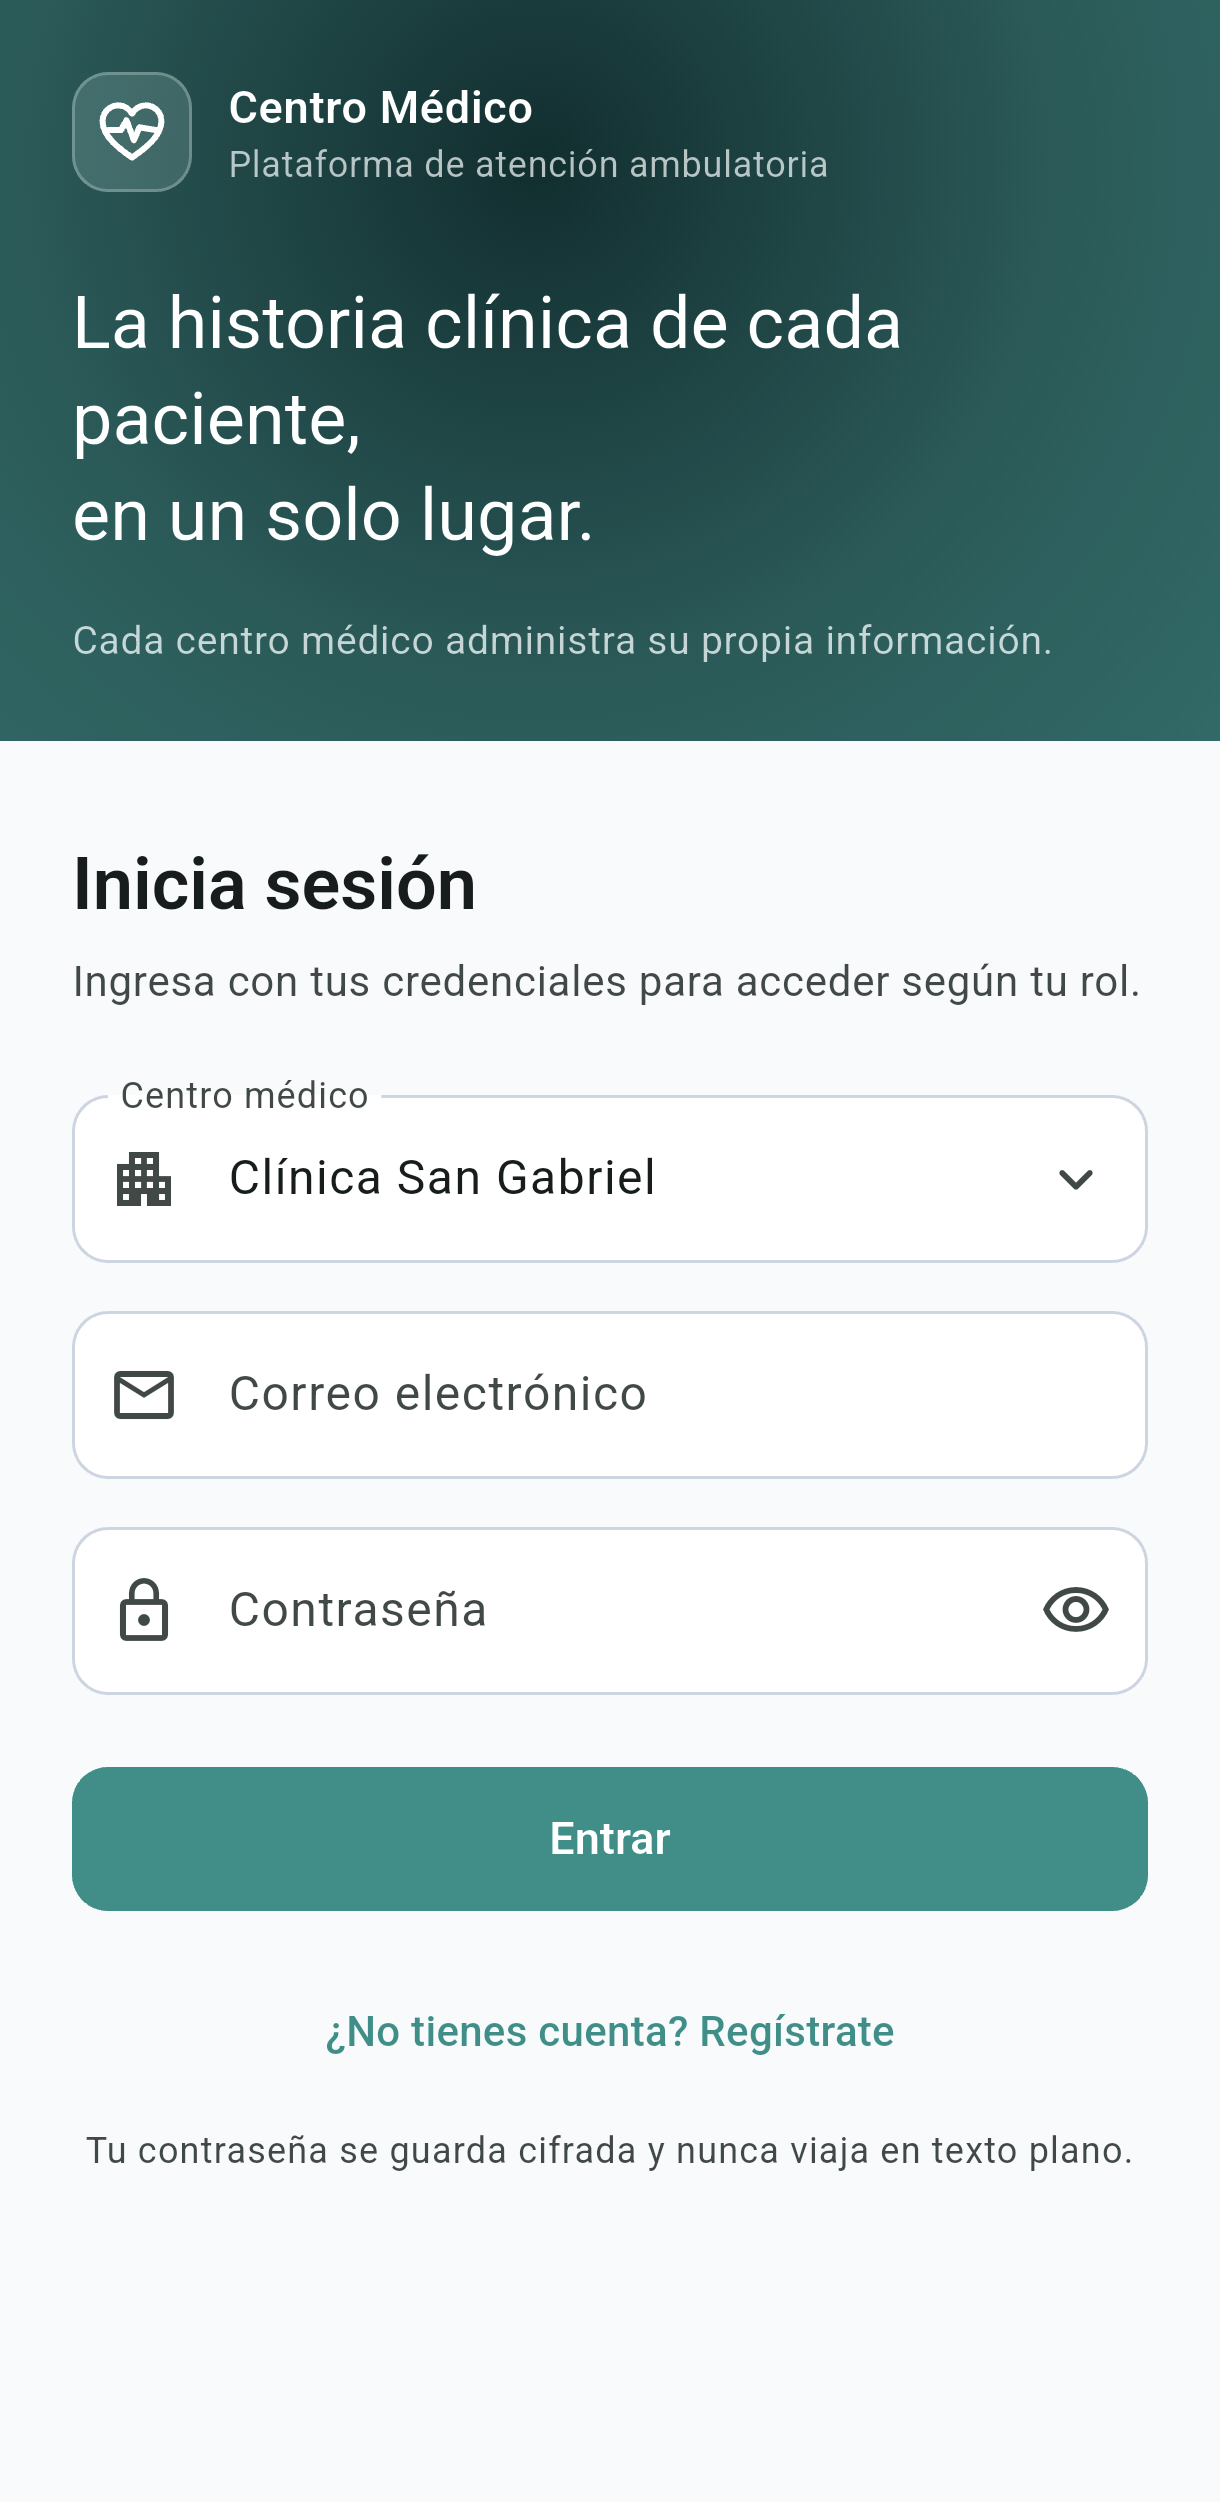 Centro Médico
Plataforma de atención ambulatoria
La historia clínica de cada
paciente,
en un solo lugar.
Cada centro médico administra su propia información.
Inicia sesión
Ingresa con tus credenciales para acceder según tu rol.
Centro médico
Clínica San Gabriel
Correo electrónico
Contraseña
Entrar
¿No tienes cuenta? Regístrate
Tu contraseña se guarda cifrada y nunca viaja en texto plano.